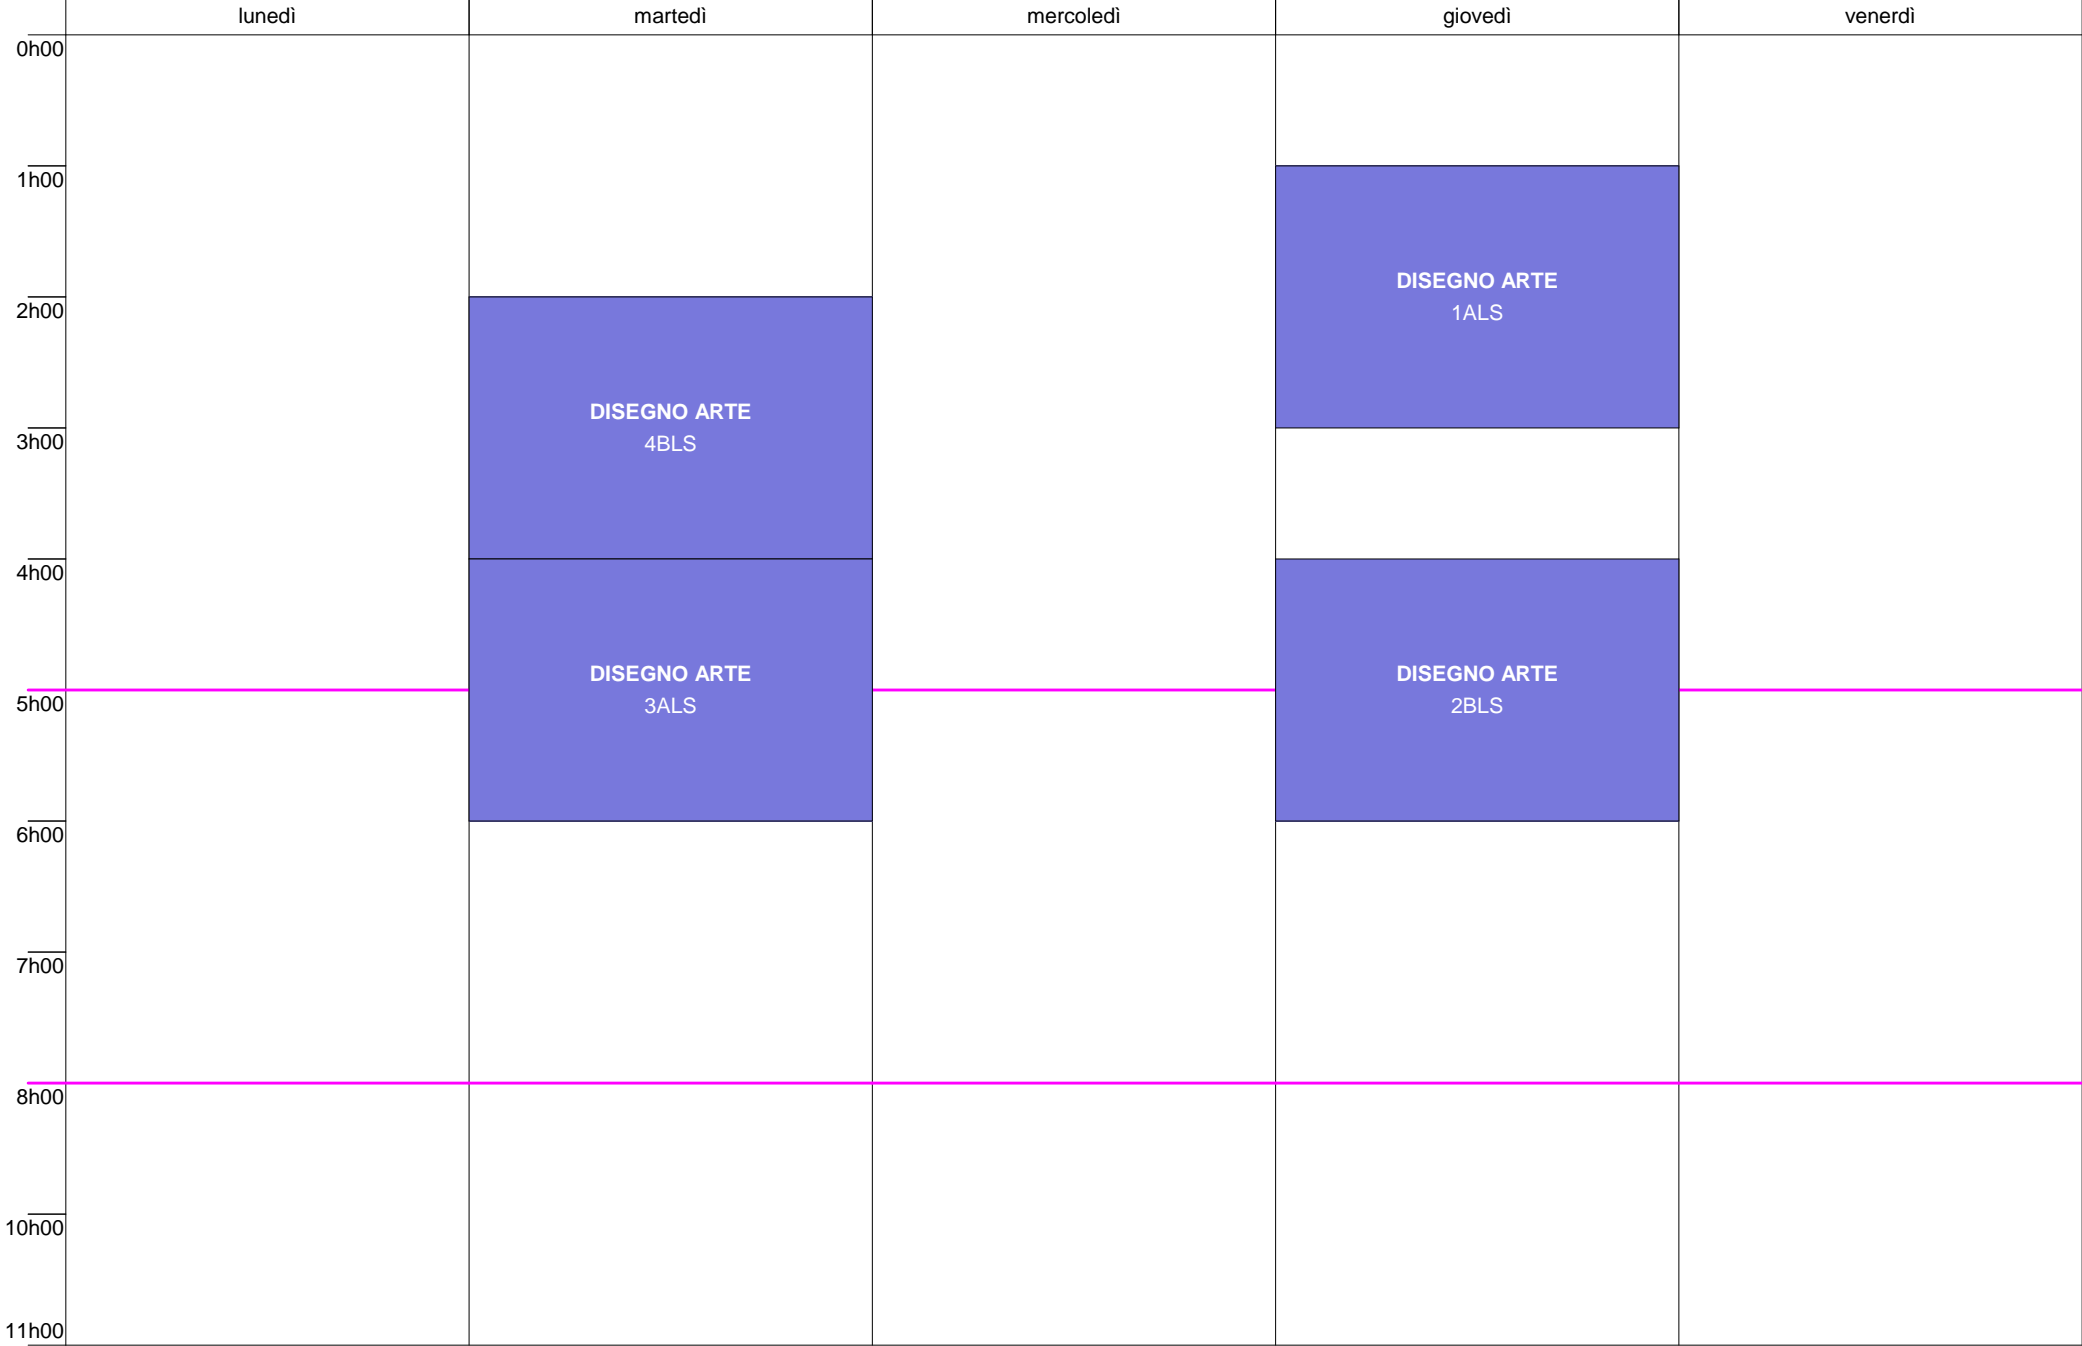 lunedì martedì mercoledì giovedì venerdì
0h00
1h00
DISEGNO ARTE
1ALS
2h00
DISEGNO ARTE
4BLS
3h00
4h00
DISEGNO ARTE DISEGNO ARTE
3ALS 2BLS
5h00
6h00
7h00
8h00
10h00
11h00